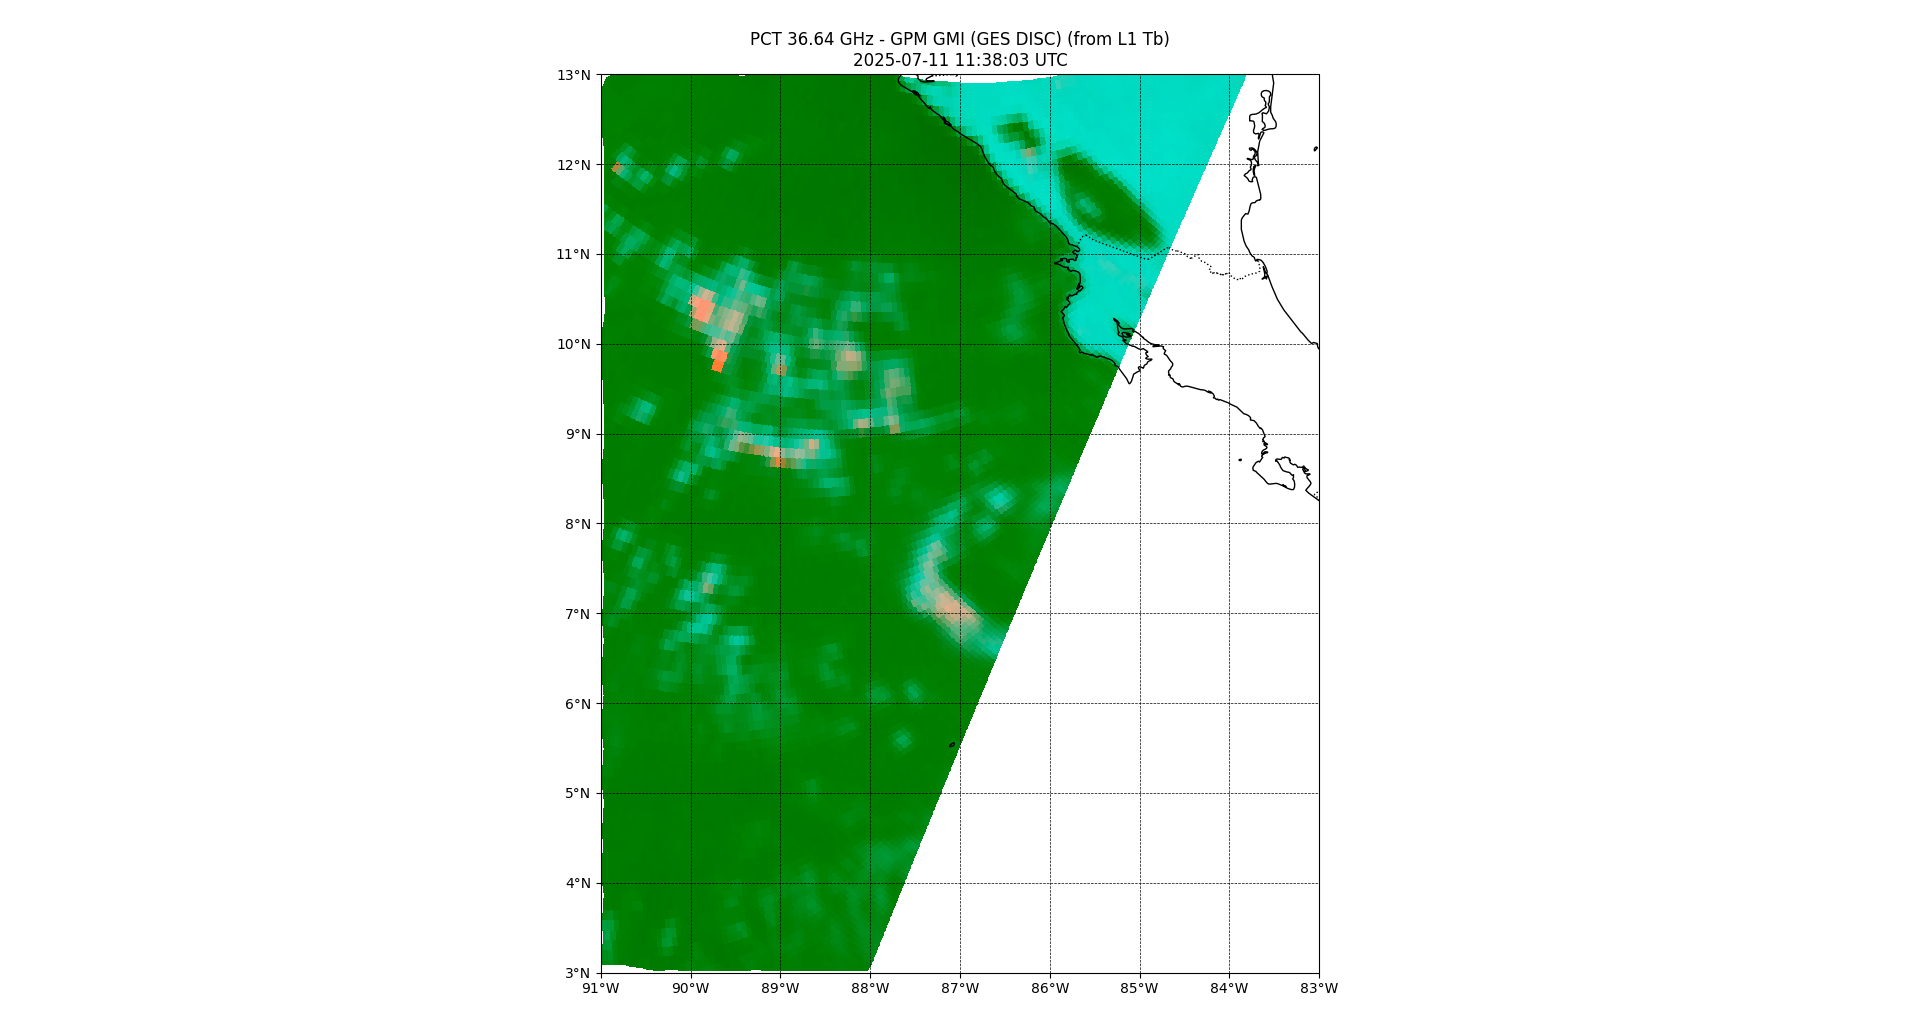 PCT 36.64 GHz - GPM GMI (GES DISC) (from L1 Tb)
2025-07-11 11:38:03 UTC
13°N
12°N
11°N
10°N
9°N
8°N
7°N
6°N
5°N
4°N
3°N
91°W 90°W 89°W 88°W 87°W 86°W 85°W 84°W 83°W